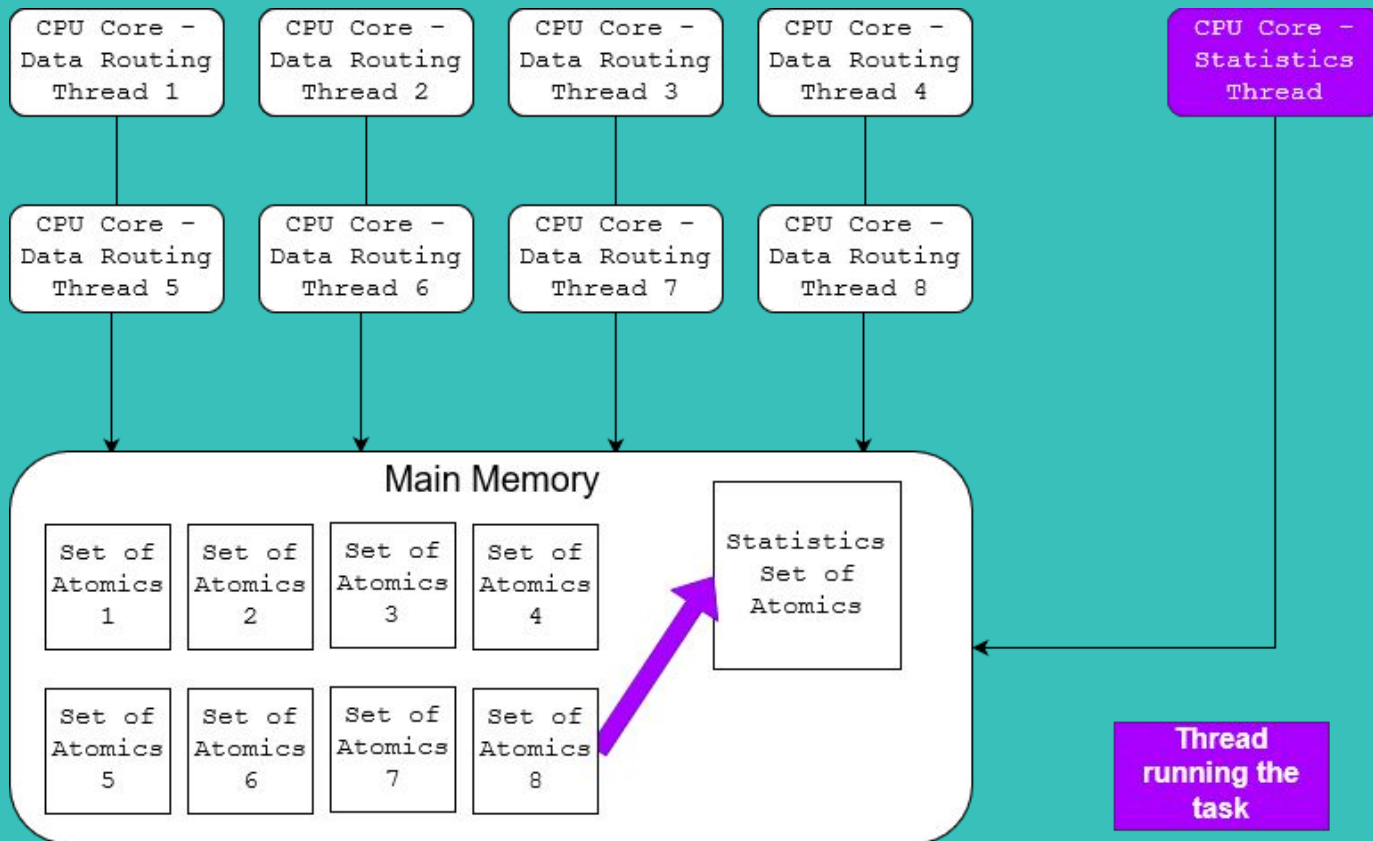 CPU Core -
Data Routing
Thread 1
CPU Core -
Data Routing
Thread 2
CPU Core -
Data Routing
Thread 3
CPU Core -
Data Routing
Thread 4
CPU Core -
Statistics
Thread
CPU Core -
Data Routing
Thread 5
CPU Core -
Data Routing
Thread 6
CPU Core -
Data Routing
Thread 7
CPU Core -
Data Routing
Thread 8
Main Memory
Set of
Atomics
1
Set of
Atomics
2
Set of
Atomics
3
Set of
Atomics
4
Statistics
Set of
Atomics
Set of
Atomics
5
Set of
Atomics
6
Set of
Atomics
7
Set of
Atomics
8
Thread
running the
task